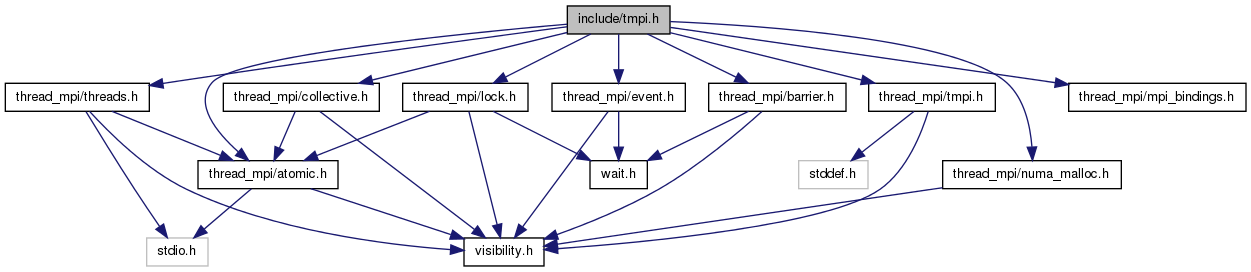 include/tmpi.h
thread_mpi/threads.h
thread_mpi/collective.h
thread_mpi/lock.h
thread_mpi/event.h
thread_mpi/barrier.h
thread_mpi/tmpi.h
thread_mpi/mpi_bindings.h
thread_mpi/atomic.h
wait.h
stddef.h
thread_mpi/numa_malloc.h
stdio.h
visibility.h